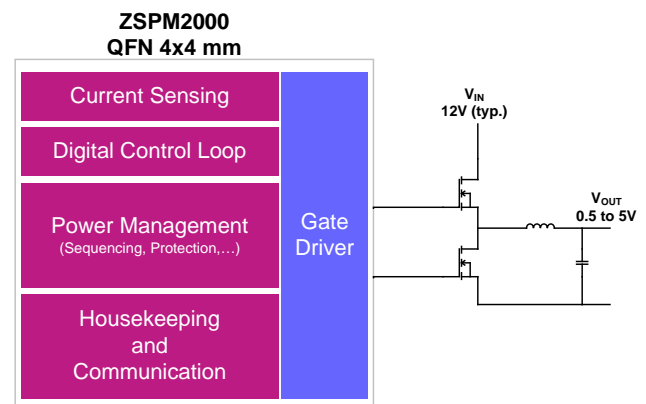 ZSPM2000
QFN 4x4 mm
Current Sensing
Digital Control Loop
Power Management
(Sequencing, Protection,…)
Housekeeping
and
Communication
Gate
Driver
VIN
12V (typ.)
VOUT
0.5 to 5V